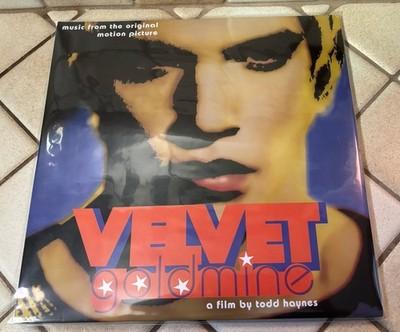 music from the original
motion picture
VELVET
goldmine
a film by todd haynes